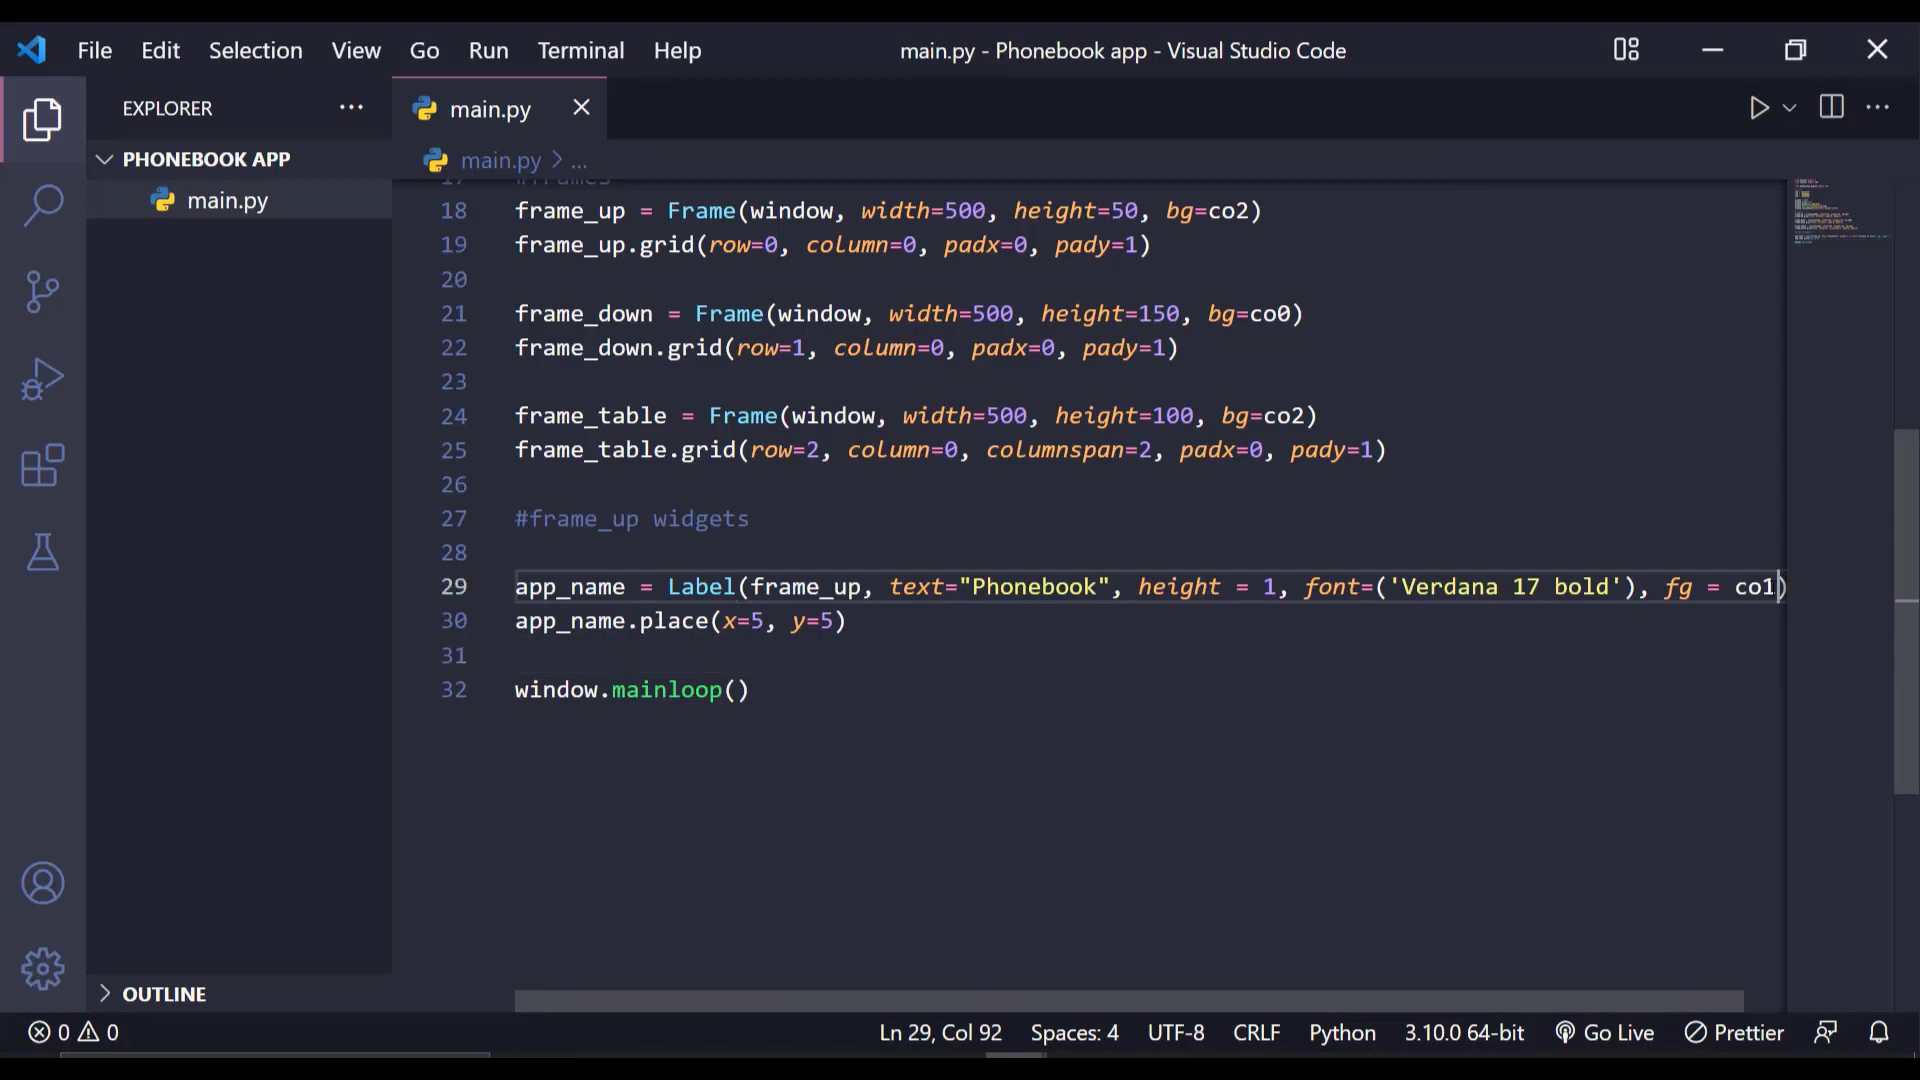 File Edit Selection View Go Run Terminal Help main.py - Phonebook app - Visual Studio Code
EXPLORER ...
main.py
PHONEBOOK APP
main.py > ...
main.py
17 #frames
18 frame_up = Frame(window, width=500, height=50, bg=co2)
19 frame_up.grid(row=0, column=0, padx=0, pady=1)
20
21 frame_down = Frame(window, width=500, height=150, bg=co0)
22 frame_down.grid(row=1, column=0, padx=0, pady=1)
23
24 frame_table = Frame(window, width=500, height=100, bg=co2)
25 frame_table.grid(row=2, column=0, columnspan=2, padx=0, pady=1)
26
27 #frame_up widgets
28
29 app_name = Label(frame_up, text="Phonebook", height = 1, font=('Verdana 17 bold'), fg = co1)
30 app_name.place(x=5, y=5)
31
32 window.mainloop()
OUTLINE
0 0 Ln 29, Col 92 Spaces: 4 UTF-8 CRLF Python 3.10.0 64-bit Go Live Prettier